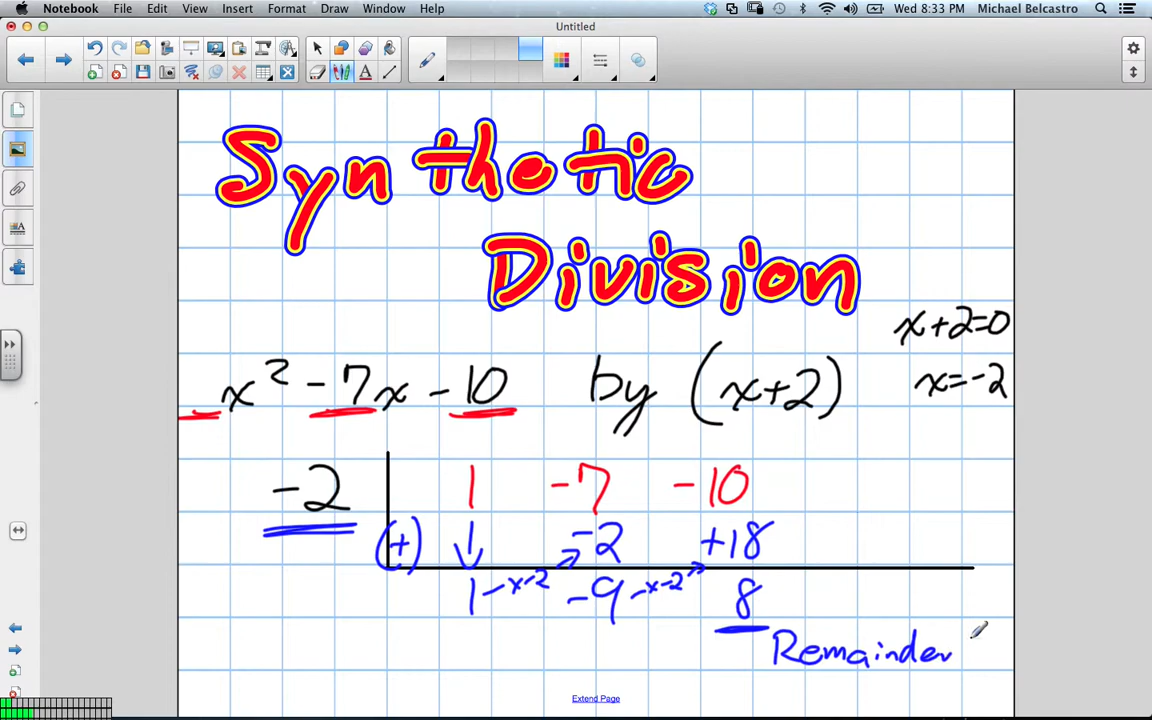 Notebook File Edit View Insert Format Draw Window Help Wed 8:33 PM Michael Belcastro
Untitled
Synthetic
Division
x+2=0
x² -7x -10 by (x+2) x=-2
-2 1 -7 -10
(+) -2 +18
1 x-2 -9 x-2 8
Remainder
Extend Page